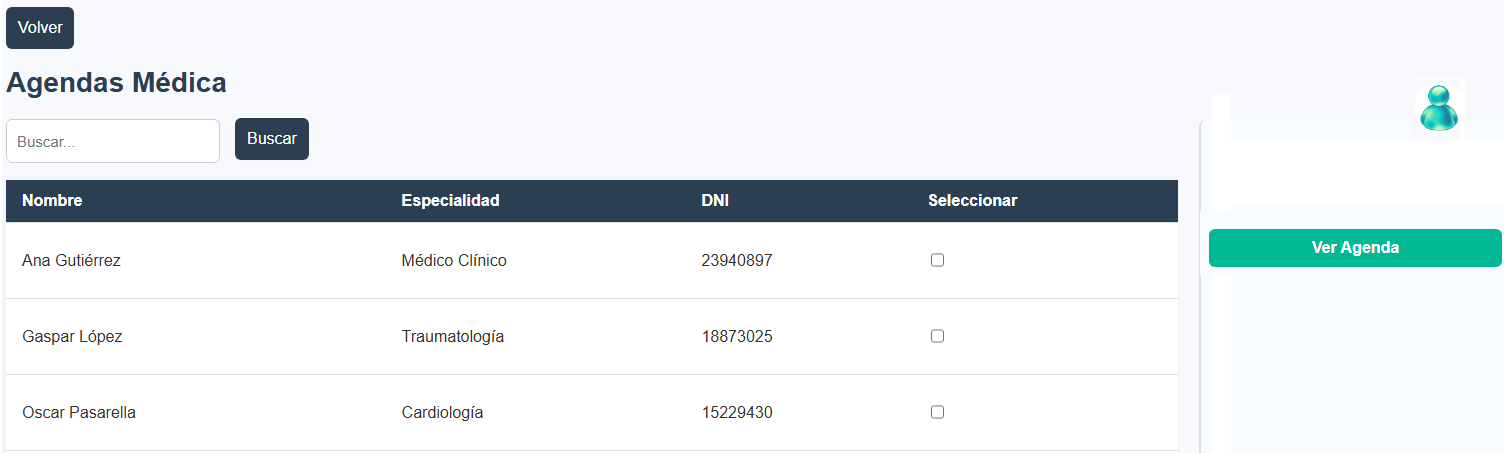 Volver
Agendas Médica
Buscar... Buscar
Nombre Especialidad DNI Seleccionar
Ver Agenda
Ana Gutiérrez Médico Clínico 23940897
Gaspar López Traumatología 18873025
Oscar Pasarella Cardiología 15229430